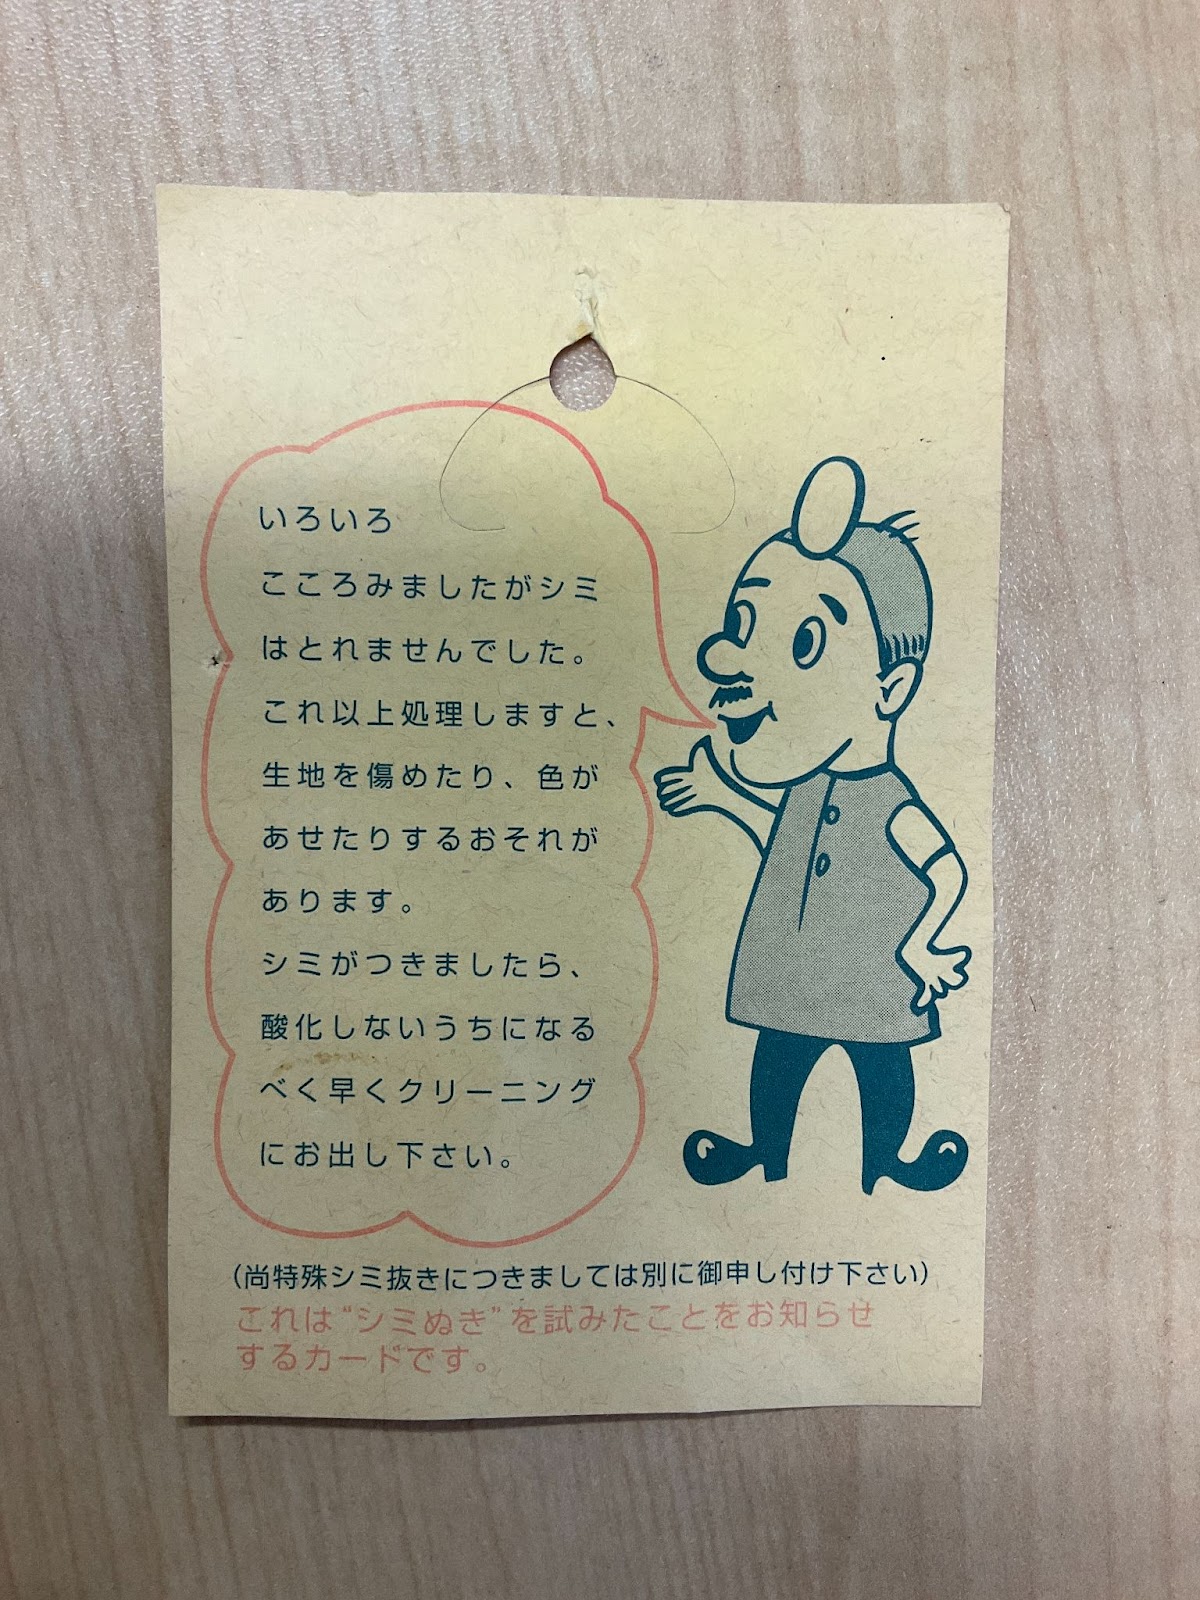 いろいろ
こころみましたがシミ
はとれませんでした。
これ以上処理しますと、
生地を傷めたり、色が
あせたりするおそれが
あります。
シミがつきましたら、
酸化しないうちになる
べく早くクリーニング
にお出し下さい。
(尚特殊シミ抜きにつきましては別に御申し付け下さい)
これは“シミぬき”を試みたことをお知らせ
するカードです。